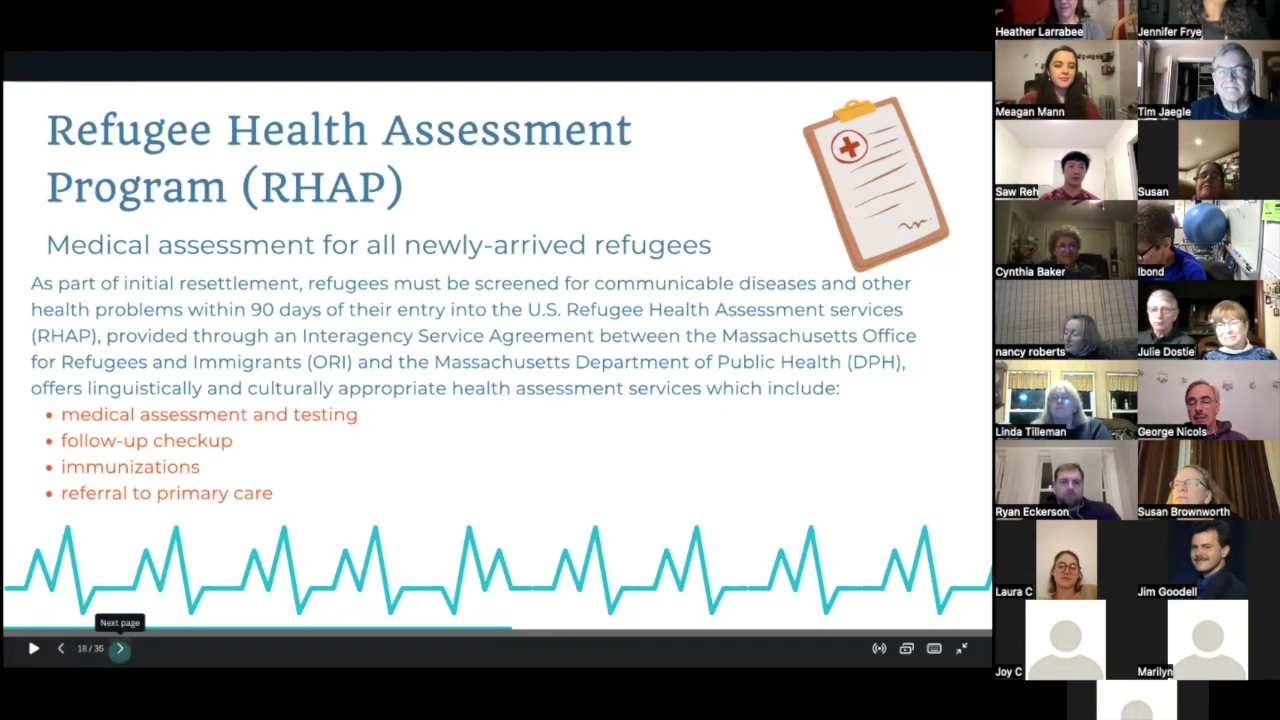 Refugee Health Assessment
Program (RHAP)
Medical assessment for all newly-arrived refugees
As part of initial resettlement, refugees must be screened for communicable diseases and other
health problems within 90 days of their entry into the U.S. Refugee Health Assessment services
(RHAP), provided through an Interagency Service Agreement between the Massachusetts Office
for Refugees and Immigrants (ORI) and the Massachusetts Department of Public Health (DPH),
offers linguistically and culturally appropriate health assessment services which include:
• medical assessment and testing
• follow-up checkup
• immunizations
• referral to primary care
Next page
18 / 35
Heather Larrabee
Jennifer Frye
Meagan Mann
Tim Jaegle
Saw Reh
Susan
Cynthia Baker
lbond
nancy roberts
Julie Dostie
Linda Tilleman
George Nicols
Ryan Eckerson
Susan Brownworth
Laura C
Jim Goodell
Joy C
Marilyn